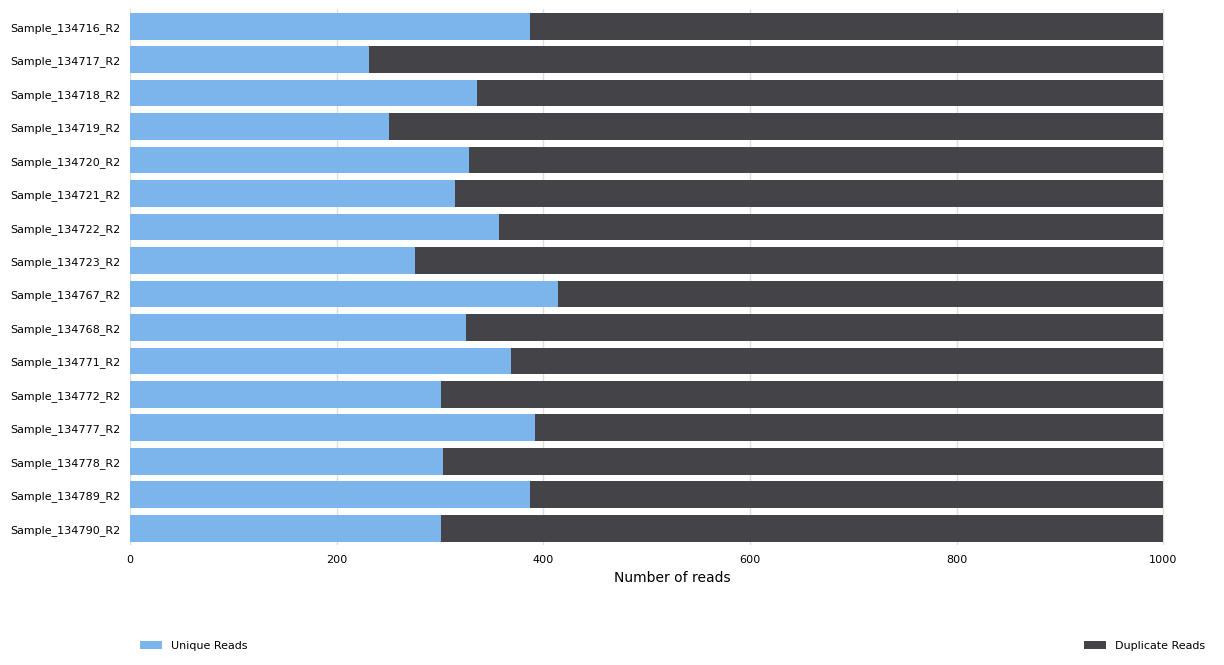 Sample_134716_R2
Sample_134717_R2
Sample_134718_R2
Sample_134719_R2
Sample_134720_R2
Sample_134721_R2
Sample_134722_R2
Sample_134723_R2
Sample_134767_R2
Sample_134768_R2
Sample_134771_R2
Sample_134772_R2
Sample_134777_R2
Sample_134778_R2
Sample_134789_R2
Sample_134790_R2
0 200 400 600 800 1000
Number of reads
Unique Reads Duplicate Reads